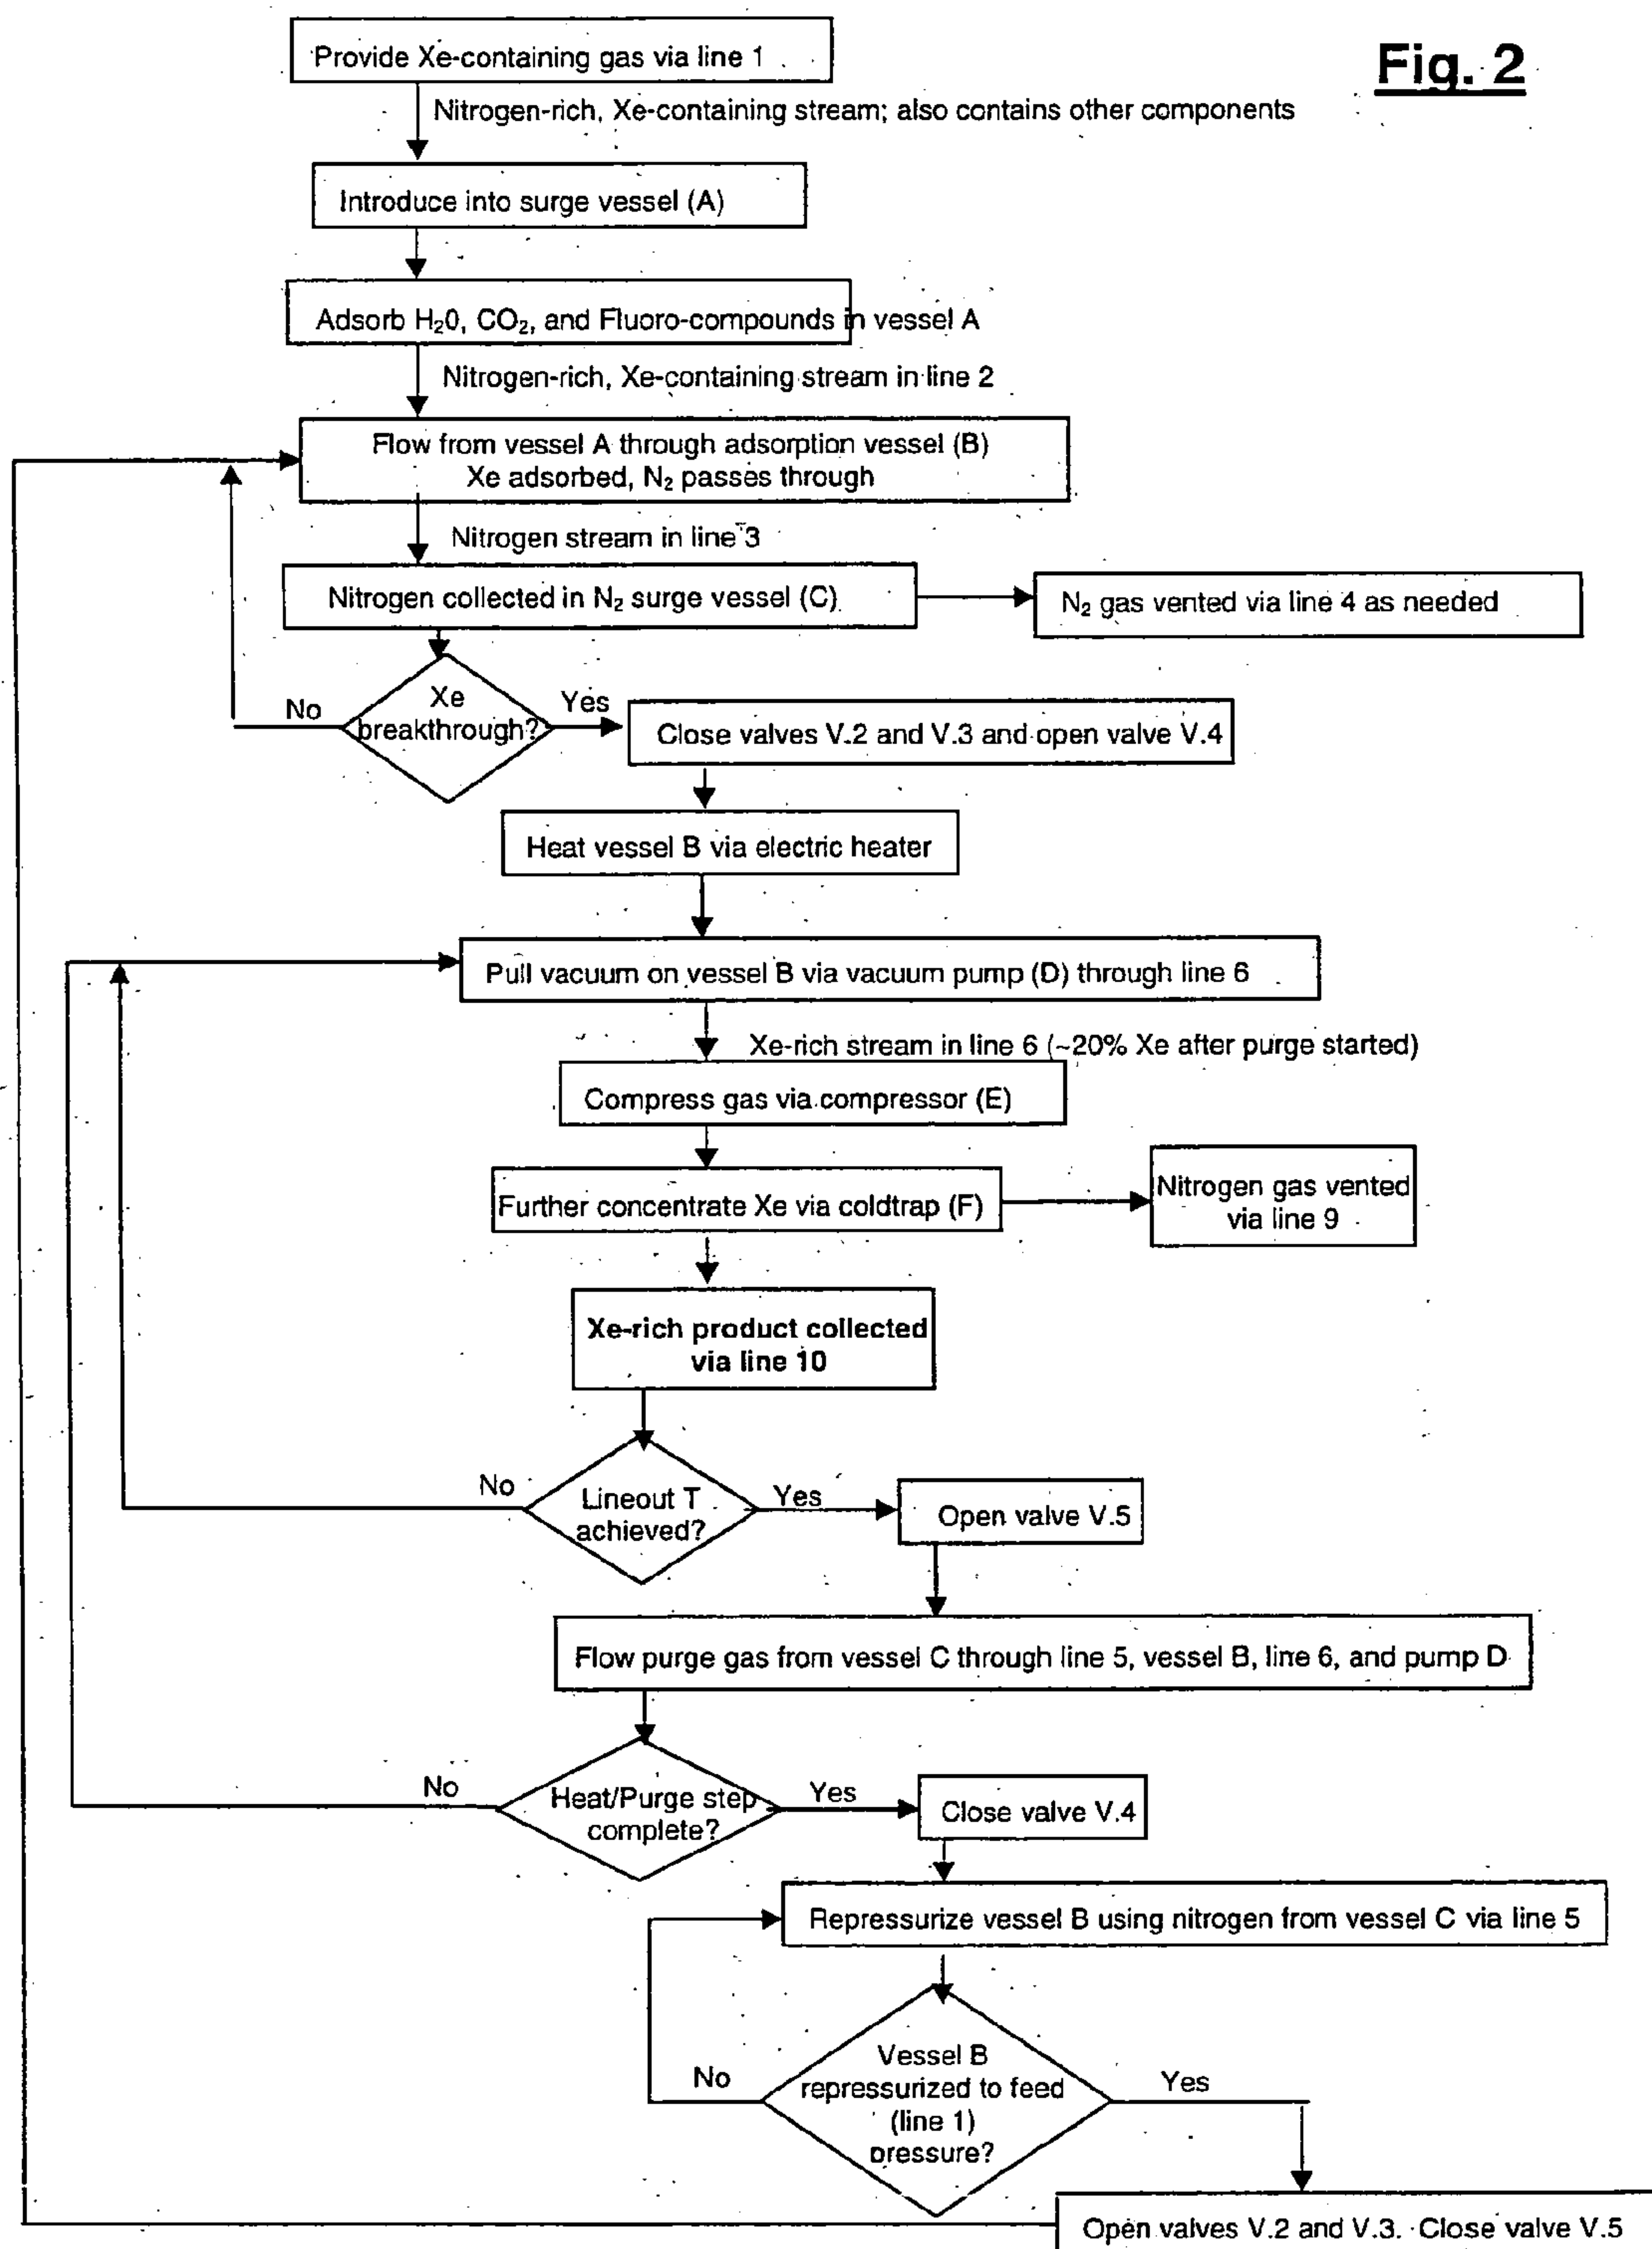 Fig. 2
Provide Xe-containing gas via line 1
Nitrogen-rich, Xe-containing stream; also contains other components
Introduce into surge vessel (A)
Adsorb H₂0, CO₂, and Fluoro-compounds in vessel A
Nitrogen-rich, Xe-containing stream in line 2
Flow from vessel A through adsorption vessel (B)
Xe adsorbed, N₂ passes through
Nitrogen stream in line 3
Nitrogen collected in N₂ surge vessel (C)
N₂ gas vented via line 4 as needed
Xe
breakthrough?
No
Yes
Close valves V.2 and V.3 and open valve V.4
Heat vessel B via electric heater
Pull vacuum on vessel B via vacuum pump (D) through line 6
Xe-rich stream in line 6 (~20% Xe after purge started)
Compress gas via compressor (E)
Further concentrate Xe via coldtrap (F)
Nitrogen gas vented
via line 9
Xe-rich product collected
via line 10
No
Lineout T
achieved?
Yes
Open valve V.5
Flow purge gas from vessel C through line 5, vessel B, line 6, and pump D
No
Heat/Purge step
complete?
Yes
Close valve V.4
Repressurize vessel B using nitrogen from vessel C via line 5
No
Vessel B
repressurized to feed
(line 1)
pressure?
Yes
Open valves V.2 and V.3. Close valve V.5